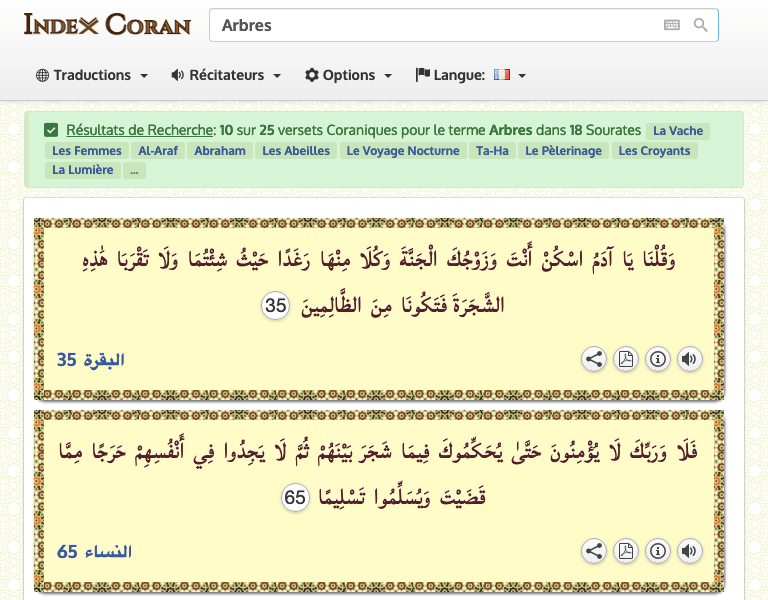 Index Coran
Arbres
Traductions Récitateurs Options Langue:
Résultats de Recherche: 10 sur 25 versets Coraniques pour le terme Arbres dans 18 Sourates La Vache
Les Femmes Al-Araf Abraham Les Abeilles Le Voyage Nocturne Ta-Ha Le Pèlerinage Les Croyants
La Lumière ...
وَقُلْنَا يَا آدَمُ اسْكُنْ أَنْتَ وَزَوْجُكَ الْجَنَّةَ وَكُلَا مِنْهَا رَغَدًا حَيْثُ شِئْتُمَا وَلَا تَقْرَبَا هَٰذِهِ
الشَّجَرَةَ فَتَكُونَا مِنَ الظَّالِمِينَ 35
البقرة 35
فَلَا وَرَبِّكَ لَا يُؤْمِنُونَ حَتَّىٰ يُحَكِّمُوكَ فِيمَا شَجَرَ بَيْنَهُمْ ثُمَّ لَا يَجِدُوا فِي أَنْفُسِهِمْ حَرَجًا مِمَّا
قَضَيْتَ وَيُسَلِّمُوا تَسْلِيمًا 65
النساء 65